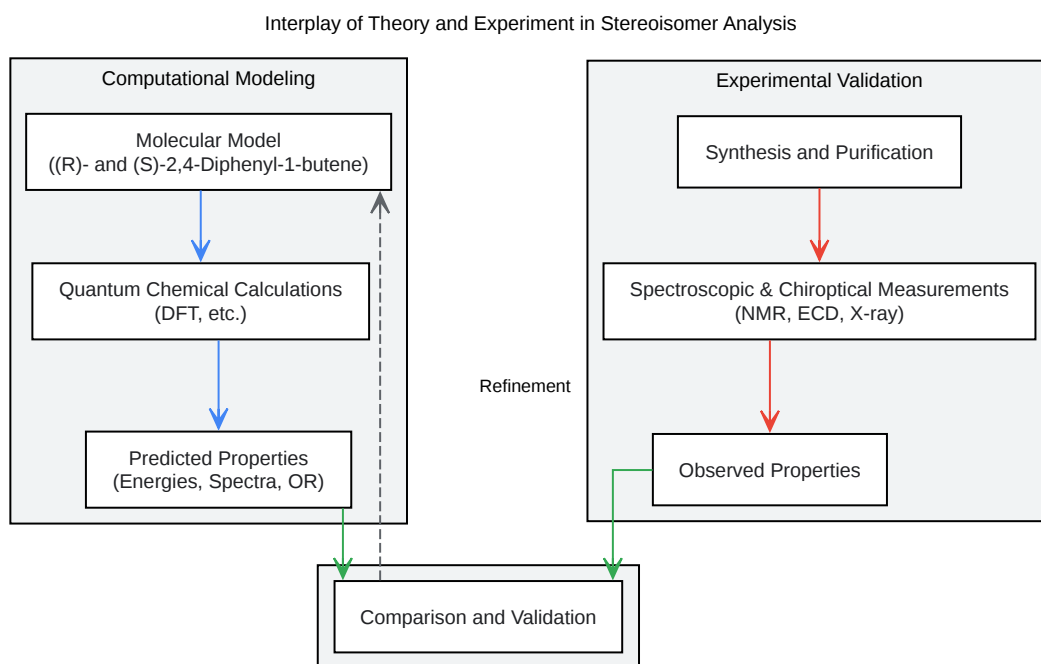 Interplay of Theory and Experiment in Stereoisomer Analysis
Computational Modeling
Molecular Model
((R)- and (S)-2,4-Diphenyl-1-butene)
Quantum Chemical Calculations
(DFT, etc.)
Predicted Properties
(Energies, Spectra, OR)
Experimental Validation
Synthesis and Purification
Spectroscopic & Chiroptical Measurements
(NMR, ECD, X-ray)
Observed Properties
Refinement
Comparison and Validation